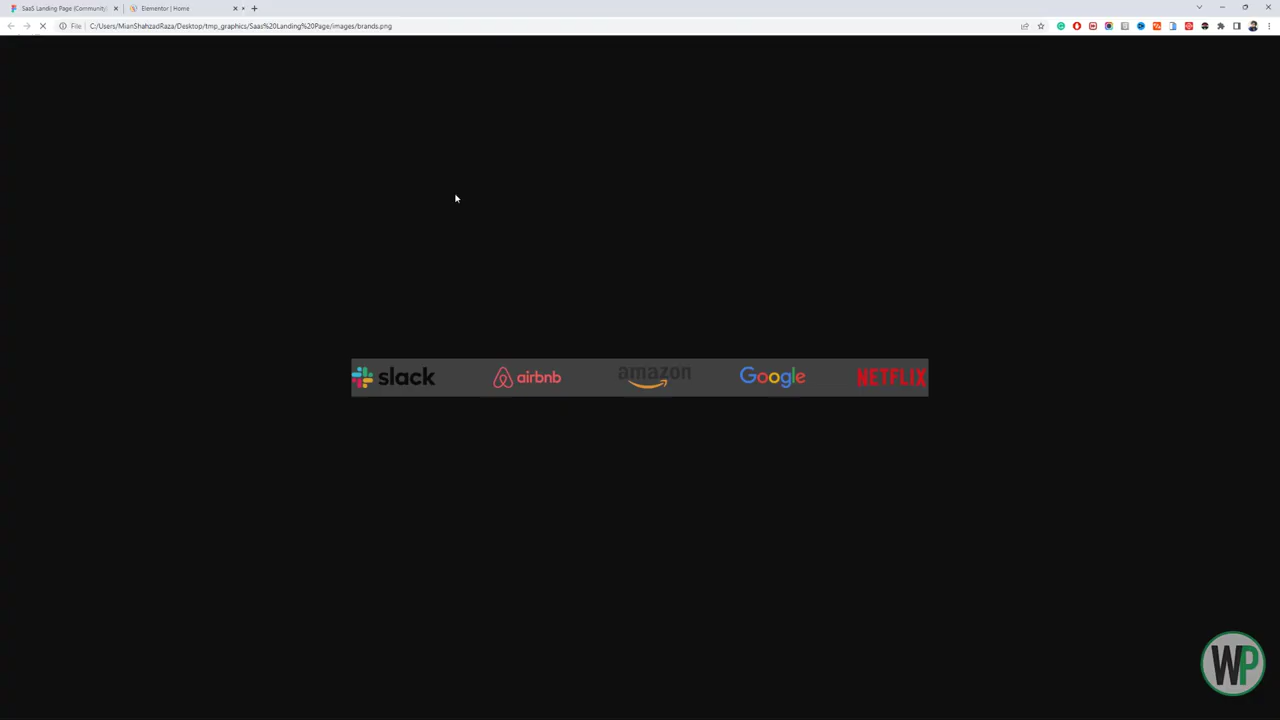 SaaS Landing Page (Community)
Elementor | Home
File
C:/Users/MianShahzadRaza/Desktop/tmp_graphics/Saas%20Landing%20Page/images/brands.png
slack
airbnb
amazon
Google
NETFLIX
WP